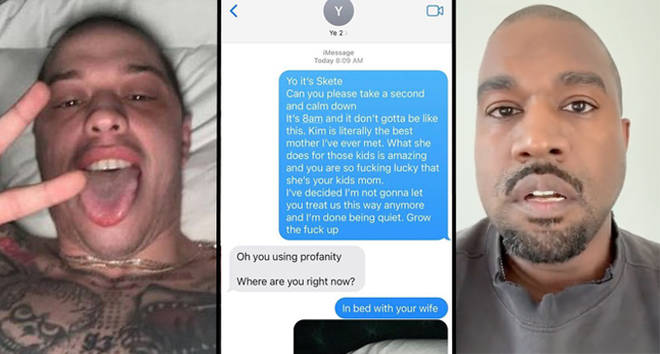 Y
Ye 2
iMessage
Today 8:09 AM
Yo it's Skete
Can you please take a second
and calm down
It's 8am and it don't gotta be like
this. Kim is literally the best
mother I've ever met. What she
does for those kids is amazing
and you are so fucking lucky that
she's your kids mom.
I've decided I'm not gonna let
you treat us this way anymore
and I'm done being quiet. Grow
the fuck up
Oh you using profanity
Where are you right now?
In bed with your wife